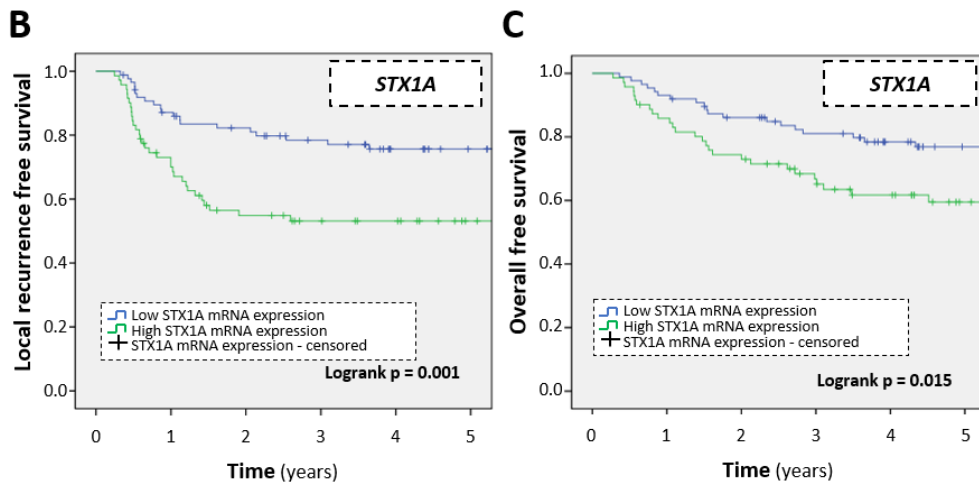 B
STX1A
Local recurrence free survival
1.0
0.8
0.6
0.4
0.2
0.0
Low STX1A mRNA expression
High STX1A mRNA expression
STX1A mRNA expression - censored
Logrank p = 0.001
0 1 2 3 4 5
Time (years)
C
STX1A
Overall free survival
1.0
0.8
0.6
0.4
0.2
0.0
Low STX1A mRNA expression
High STX1A mRNA expression
STX1A mRNA expression - censored
Logrank p = 0.015
0 1 2 3 4 5
Time (years)